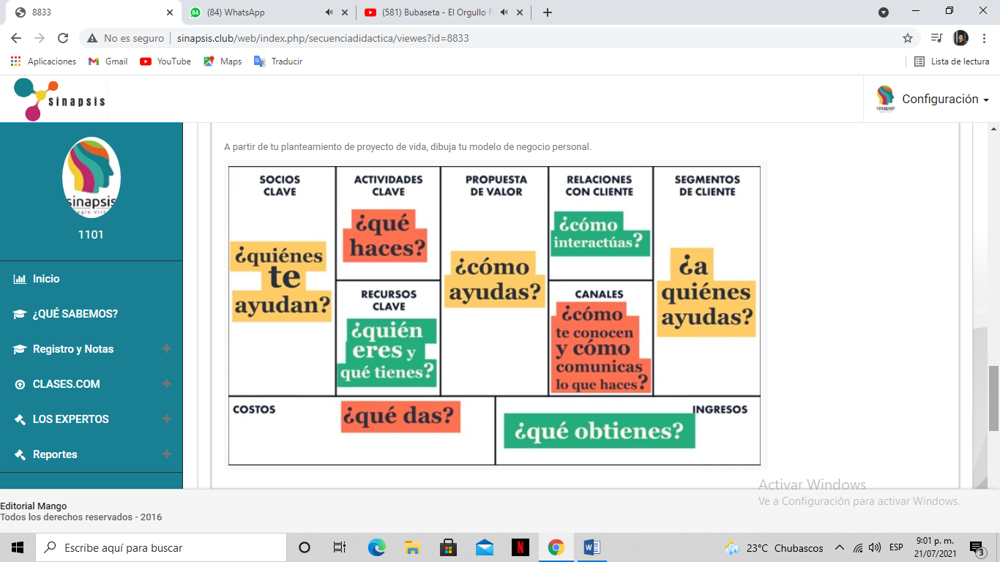 8833
(84) WhatsApp
(581) Bubaseta - El Orgullo F
No es seguro
sinapsis.club/web/index.php/secuenciadidactica/viewes?id=8833
Aplicaciones
Gmail
YouTube
Maps
Traducir
Lista de lectura
sinapsis
Configuración
1101
Inicio
¿QUÉ SABEMOS?
Registro y Notas
CLASES.COM
LOS EXPERTOS
Reportes
A partir de tu planteamiento de proyecto de vida, dibuja tu modelo de negocio personal.
SOCIOS
CLAVE
¿quiénes
te
ayudan?
ACTIVIDADES
CLAVE
¿qué
haces?
RECURSOS
CLAVE
¿quién
eres y
qué tienes?
PROPUESTA
DE VALOR
¿cómo
ayudas?
RELACIONES
CON CLIENTE
¿cómo
interactúas?
CANALES
¿cómo
te conocen
y cómo
comunicas
lo que haces?
SEGMENTOS
DE CLIENTE
¿a
quiénes
ayudas?
COSTOS
¿qué das?
INGRESOS
¿qué obtienes?
Activar Windows
Ve a Configuración para activar Windows.
Editorial Mango
Todos los derechos reservados - 2016
Escribe aquí para buscar
23°C Chubascos
ESP
9:01 p. m.
21/07/2021
3